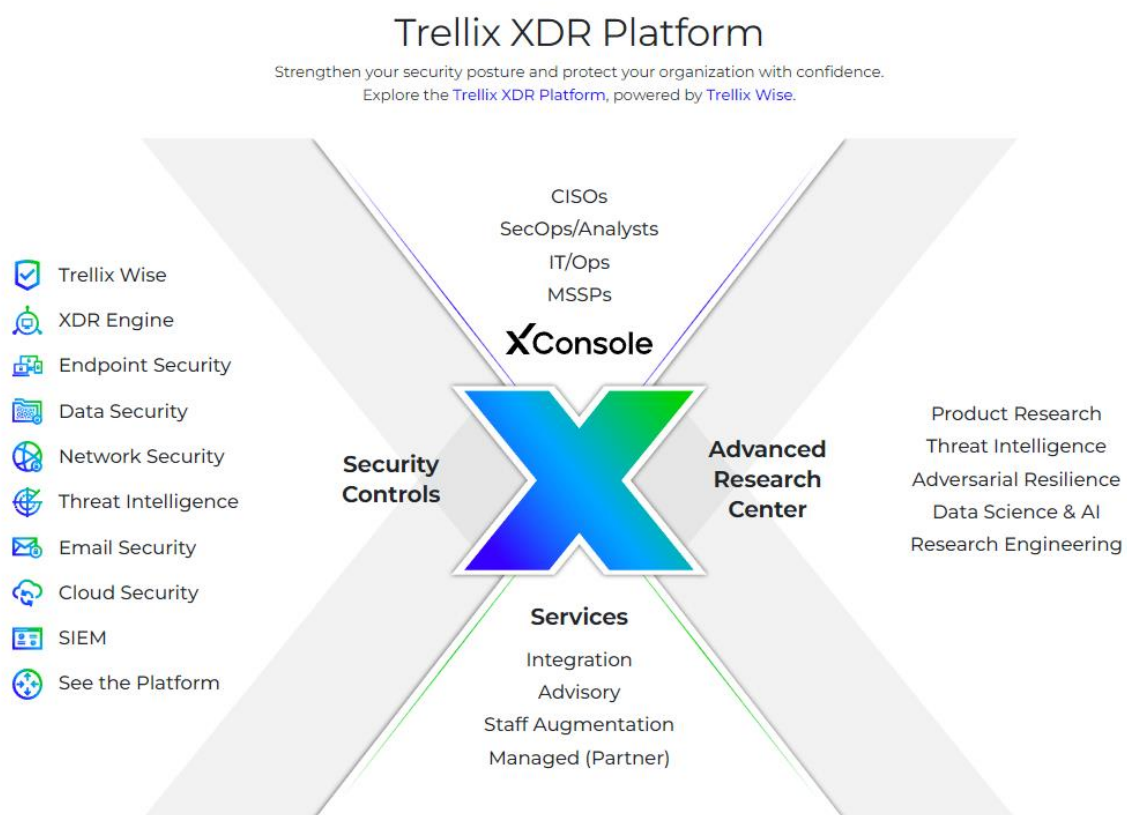 Trellix XDR Platform
Strengthen your security posture and protect your organization with confidence.
Explore the Trellix XDR Platform, powered by Trellix Wise.
CISOs
SecOps/Analysts
IT/Ops
MSSPs
XConsole
Trellix Wise
XDR Engine
Endpoint Security
Data Security
Network Security
Threat Intelligence
Email Security
Cloud Security
SIEM
See the Platform
Security
Controls
X
Advanced
Research
Center
Product Research
Threat Intelligence
Adversarial Resilience
Data Science & AI
Research Engineering
Services
Integration
Advisory
Staff Augmentation
Managed (Partner)